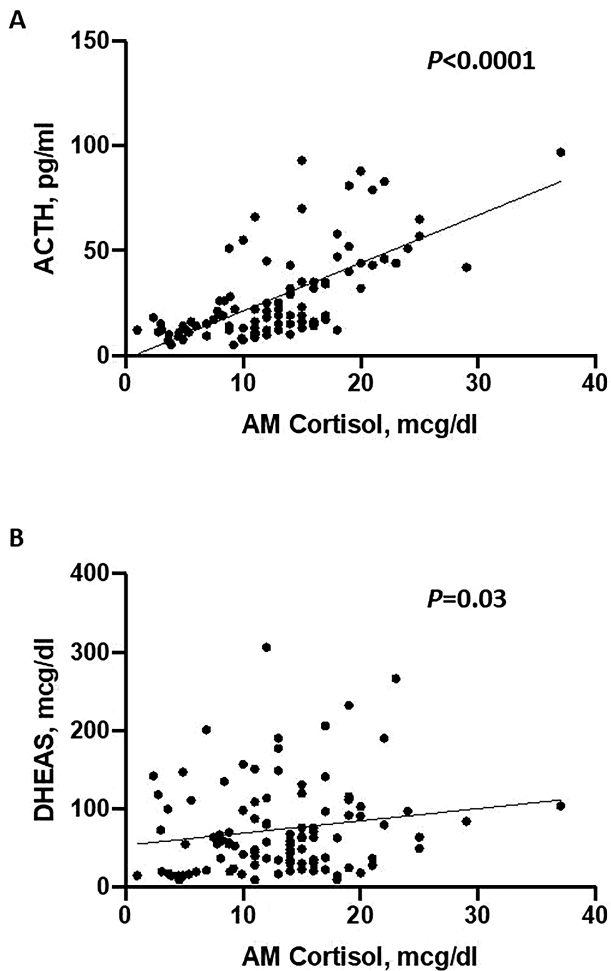 A
150
P<0.0001
100
ACTH, pg/ml
50
0
0 10 20 30 40
AM Cortisol, mcg/dl
B
400
P=0.03
300
DHEAS, mcg/dl
200
100
0
0 10 20 30 40
AM Cortisol, mcg/dl